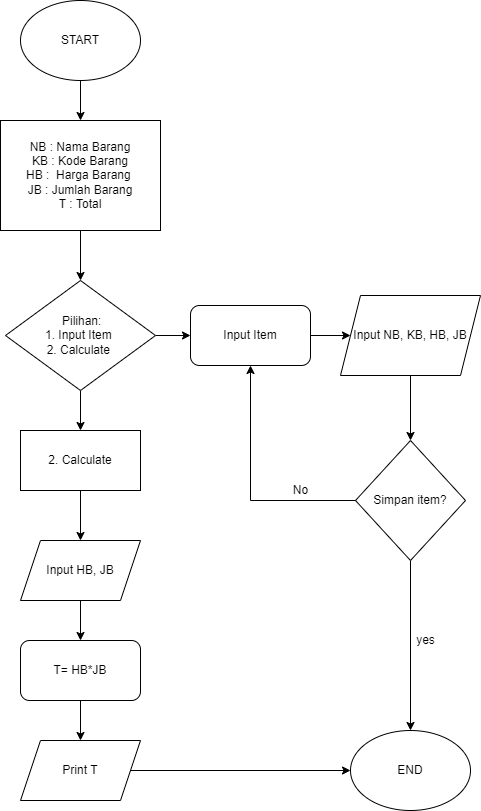 START
NB : Nama Barang
KB : Kode Barang
HB :  Harga Barang
JB : Jumlah Barang
T : Total
Pilihan:
1. Input Item
2. Calculate
Input Item
Input NB, KB, HB, JB
2. Calculate
No
Simpan item?
Input HB, JB
yes
T= HB*JB
Print T
END